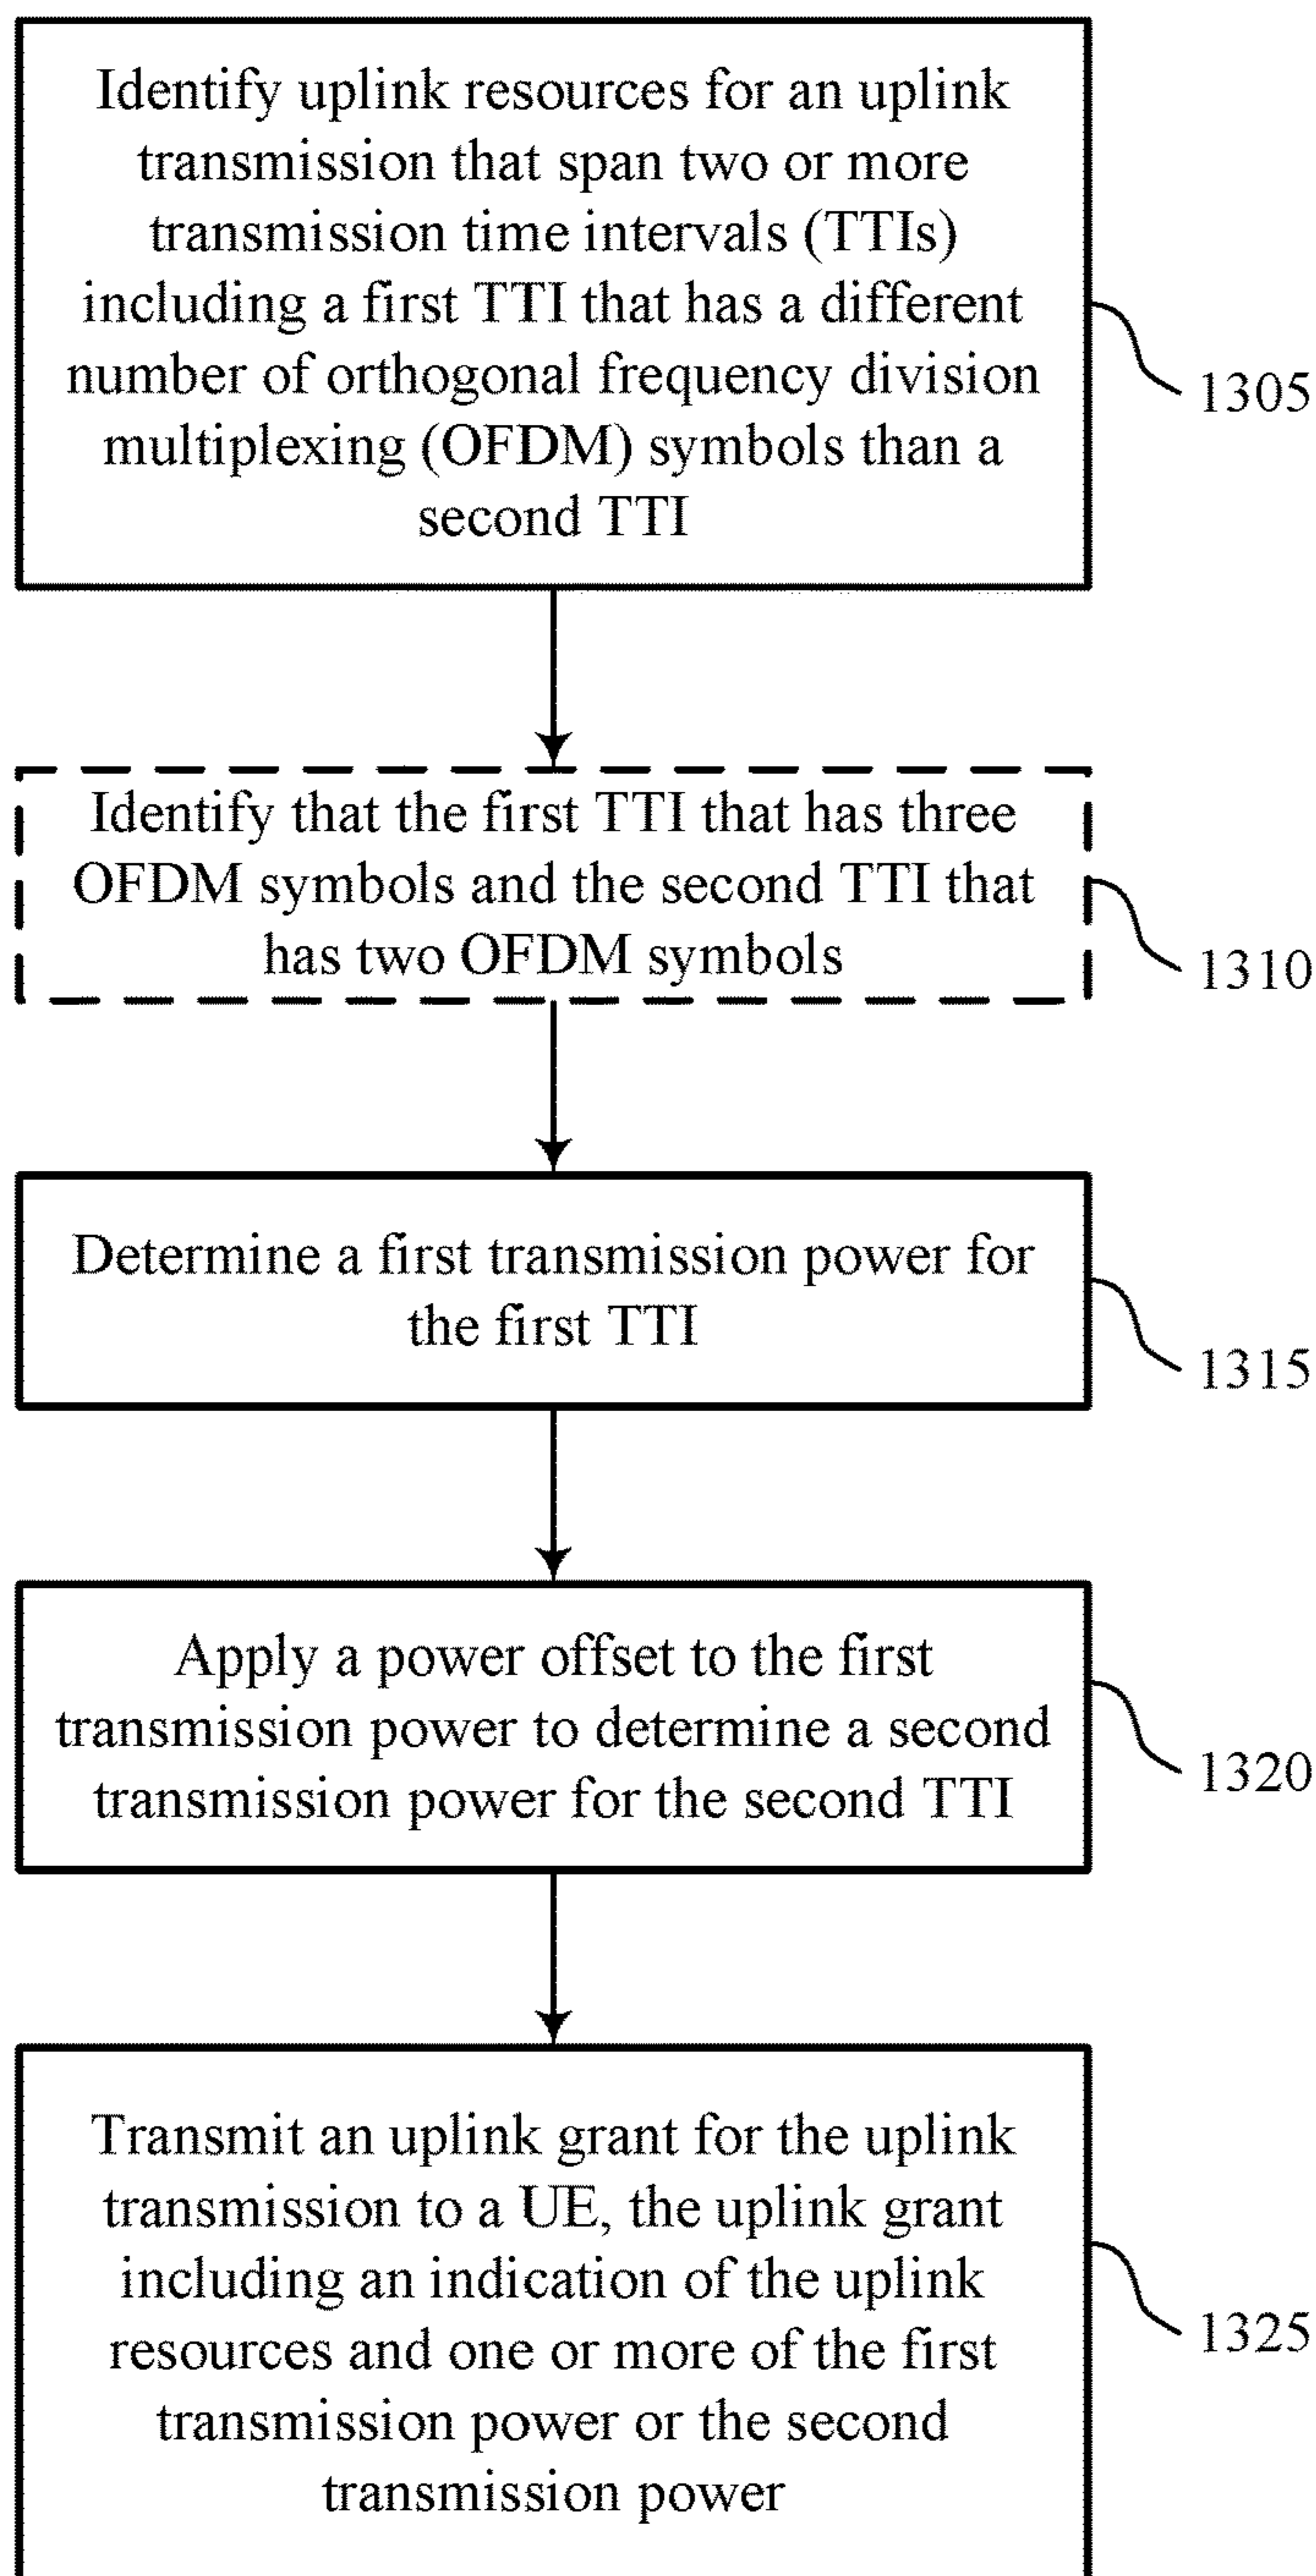 Identify uplink resources for an uplink
transmission that span two or more
transmission time intervals (TTIs)
including a first TTI that has a different
number of orthogonal frequency division
multiplexing (OFDM) symbols than a
second TTI
1305
Identify that the first TTI that has three
OFDM symbols and the second TTI that
has two OFDM symbols
1310
Determine a first transmission power for
the first TTI
1315
Apply a power offset to the first
transmission power to determine a second
transmission power for the second TTI
1320
Transmit an uplink grant for the uplink
transmission to a UE, the uplink grant
including an indication of the uplink
resources and one or more of the first
transmission power or the second
transmission power
1325